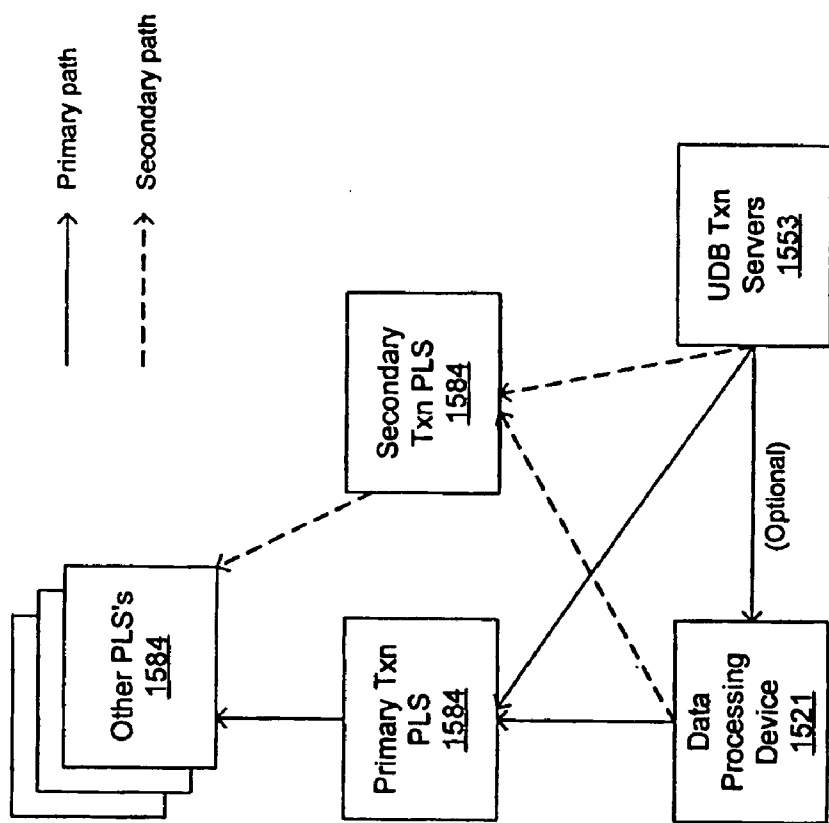 Primary path
Secondary path
Other PLS's
1584
Secondary
Txn PLS
1584
Primary Txn
PLS
1584
UDB Txn
Servers
1553
(Optional)
Data
Processing
Device
1521